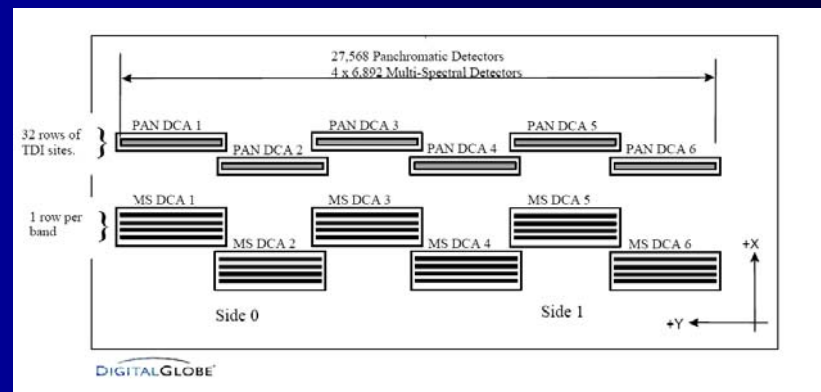 27,568 Panchromatic Detectors
4 x 6,892 Multi-Spectral Detectors
32 rows of
TDI sites.
PAN DCA 1
PAN DCA 2
PAN DCA 3
PAN DCA 4
PAN DCA 5
PAN DCA 6
1 row per
band
MS DCA 1
MS DCA 2
MS DCA 3
MS DCA 4
MS DCA 5
MS DCA 6
+X
+Y
Side 0
Side 1
DIGITALGLOBE